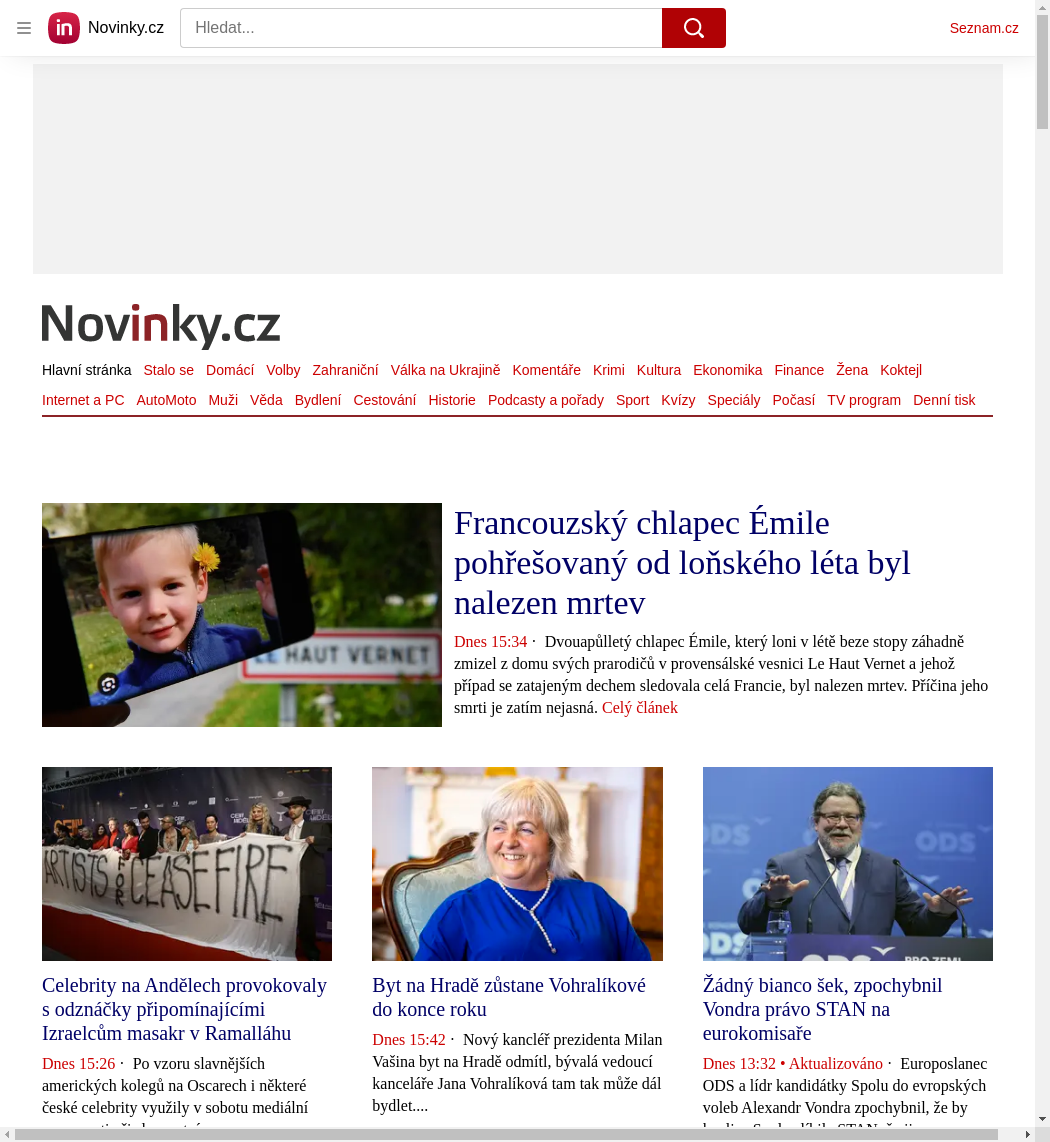 in Novinky.cz Hledat... Seznam.cz
Novinky.cz
Hlavní stránka Stalo se Domácí Volby Zahraniční Válka na Ukrajině Komentáře Krimi Kultura Ekonomika Finance Žena Koktejl
Internet a PC AutoMoto Muži Věda Bydlení Cestování Historie Podcasty a pořady Sport Kvízy Speciály Počasí TV program Denní tisk
LE HAUT VERNET
Francouzský chlapec Émile
pohřešovaný od loňského léta byl
nalezen mrtev
Dnes 15:34 · Dvouapůlletý chlapec Émile, který loni v létě beze stopy záhadně
zmizel z domu svých prarodičů v provensálské vesnici Le Haut Vernet a jehož
případ se zatajeným dechem sledovala celá Francie, byl nalezen mrtev. Příčina jeho
smrti je zatím nejasná. Celý článek
ARTISTS FOR CEASEFIRE
Celebrity na Andělech provokovaly
s odznáčky připomínajícími
Izraelcům masakr v Ramalláhu
Dnes 15:26 · Po vzoru slavnějších
amerických kolegů na Oscarech i některé
české celebrity využily v sobotu mediální
Byt na Hradě zůstane Vohralíkové
do konce roku
Dnes 15:42 · Nový kancléř prezidenta Milan
Vašina byt na Hradě odmítl, bývalá vedoucí
kanceláře Jana Vohralíková tam tak může dál
bydlet....
ODS
ODS
ODS
ODS PRO ZEMI
Žádný bianco šek, zpochybnil
Vondra právo STAN na
eurokomisaře
Dnes 13:32 • Aktualizováno · Europoslanec
ODS a lídr kandidátky Spolu do evropských
voleb Alexandr Vondra zpochybnil, že by